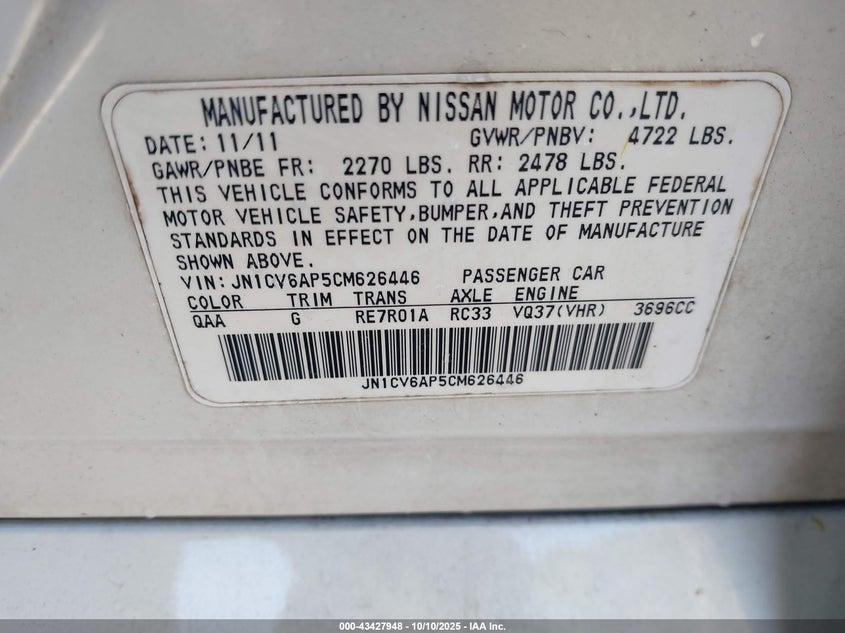 MANUFACTURED BY NISSAN MOTOR CO.,LTD.
DATE: 11/11 GVWR/PNBV: 4722 LBS.
GAWR/PNBE FR: 2270 LBS. RR: 2478 LBS.
THIS VEHICLE CONFORMS TO ALL APPLICABLE FEDERAL
MOTOR VEHICLE SAFETY,BUMPER,AND THEFT PREVENTION
STANDARDS IN EFFECT ON THE DATE OF MANUFACTURE
SHOWN ABOVE.
VIN:JN1CV6AP5CM626446 PASSENGER CAR
COLOR TRIM TRANS AXLE ENGINE
QAA G RE7R01A RC33 VQ37(VHR) 3696CC
JN1CV6AP5CM626446
000-43427948 - 10/10/2025 - IAA Inc.